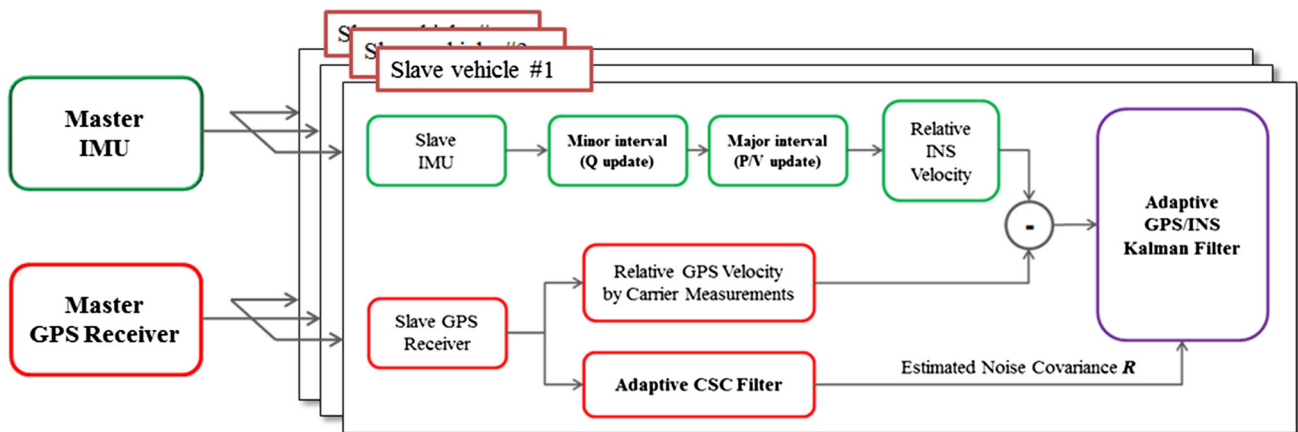 Slave vehicle #1
Master
IMU
Slave
IMU
Minor interval
(Q update)
Major interval
(P/V update)
Relative
INS
Velocity
-
Adaptive
GPS/INS
Kalman Filter
Master
GPS Receiver
Slave GPS
Receiver
Relative GPS Velocity
by Carrier Measurements
Adaptive CSC Filter
Estimated Noise Covariance R